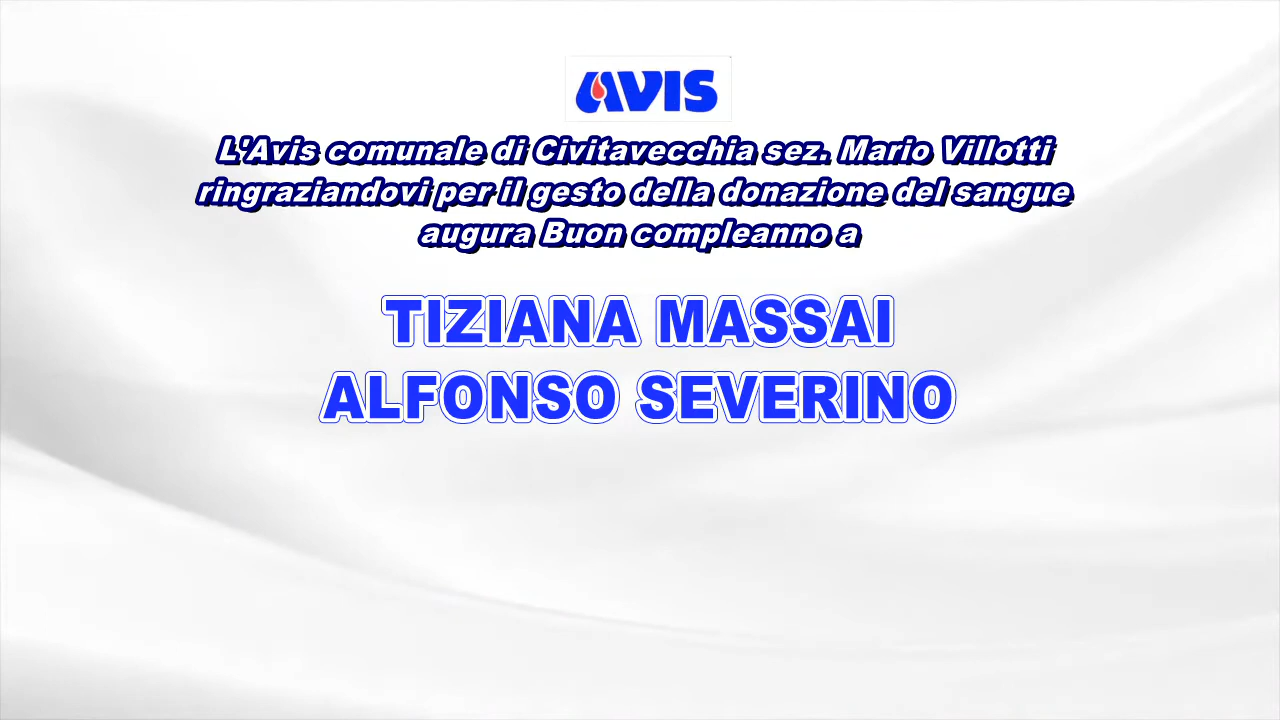 AVIS
L'Avis comunale di Civitavecchia sez. Mario Villotti
ringraziandovi per il gesto della donazione del sangue
augura Buon compleanno a
TIZIANA MASSAI
ALFONSO SEVERINO